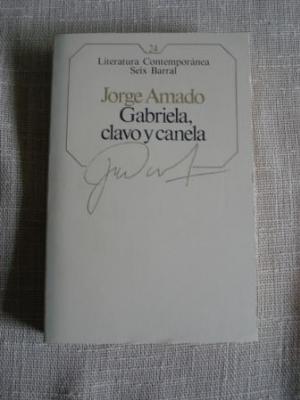 24
Literatura Contemporánea
Seix Barral
Jorge Amado
Gabriela,
clavo y canela